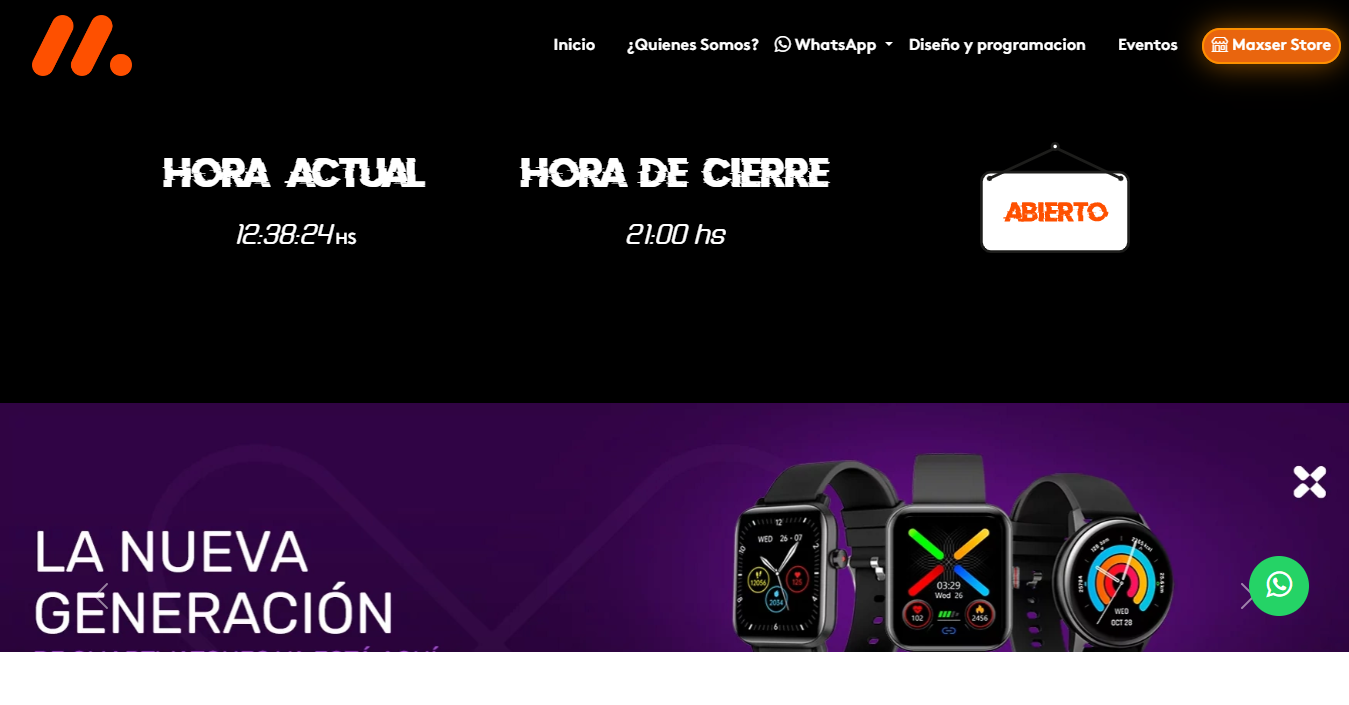 Inicio ¿Quienes Somos? WhatsApp Diseño y programacion Eventos Maxser Store
HORA ACTUAL
12:38:24 HS
HORA DE CIERRE
21:00 hs
ABIERTO
LA NUEVA
GENERACIÓN
WED 26-07
12056
125
2034
03:29
Wed 26
102
2456
WED
OCT 28